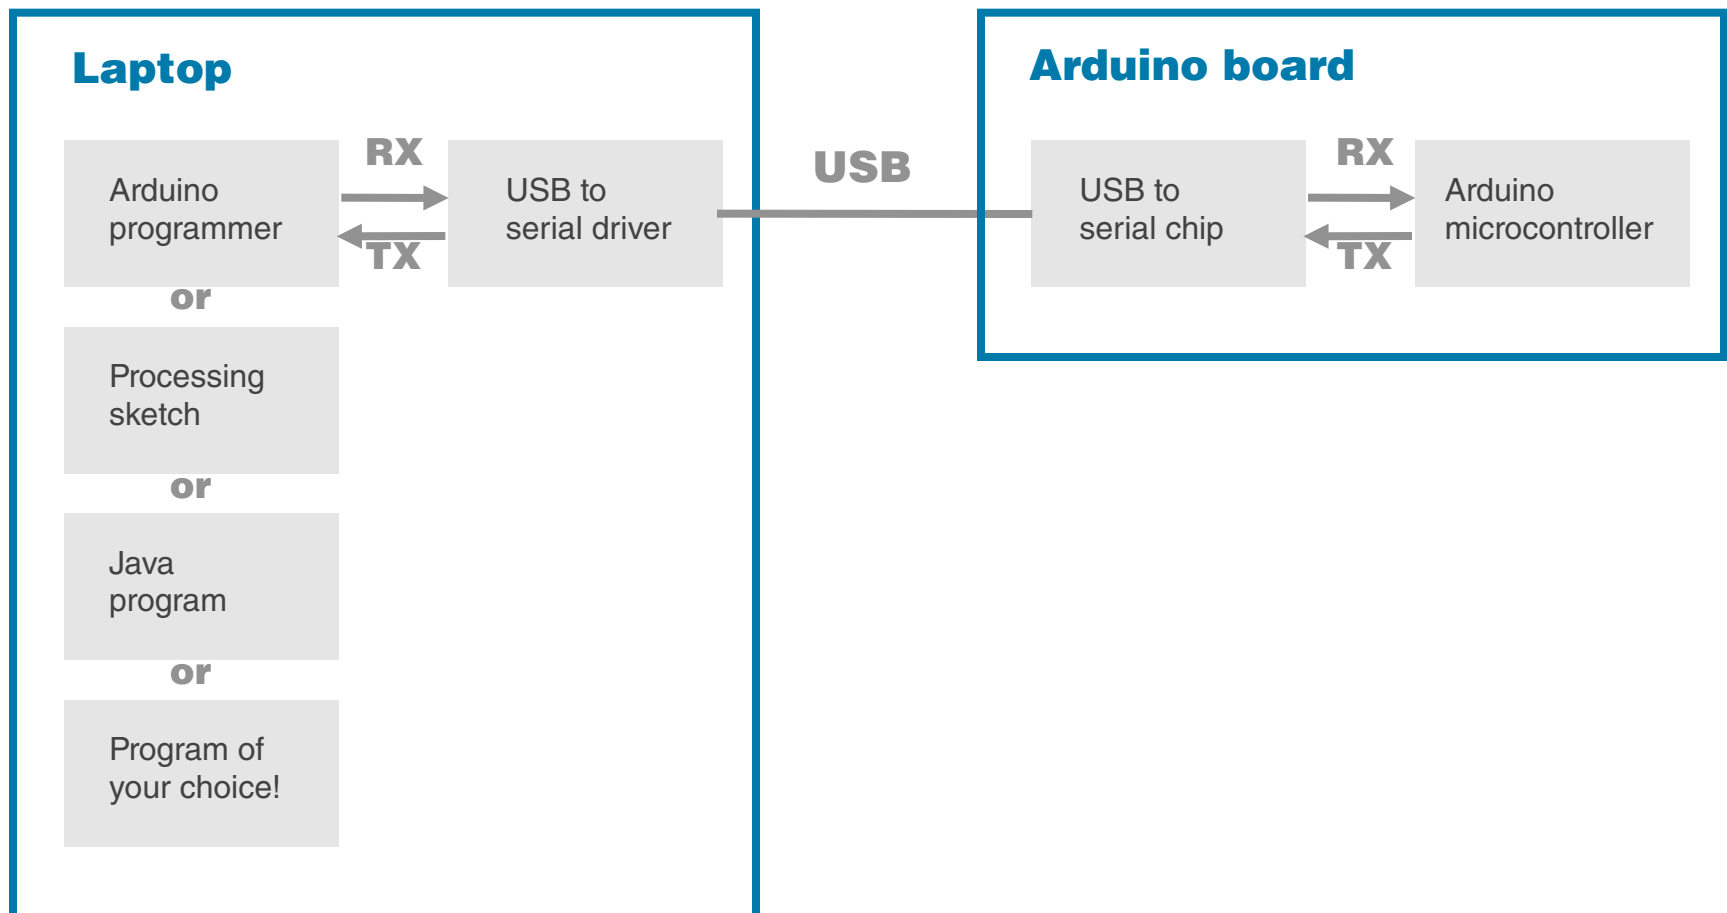 Laptop
Arduino board
Arduino
programmer
RX
TX
USB to
serial driver
USB
USB to
serial chip
RX
TX
Arduino
microcontroller
or
Processing
sketch
or
Java
program
or
Program of
your choice!